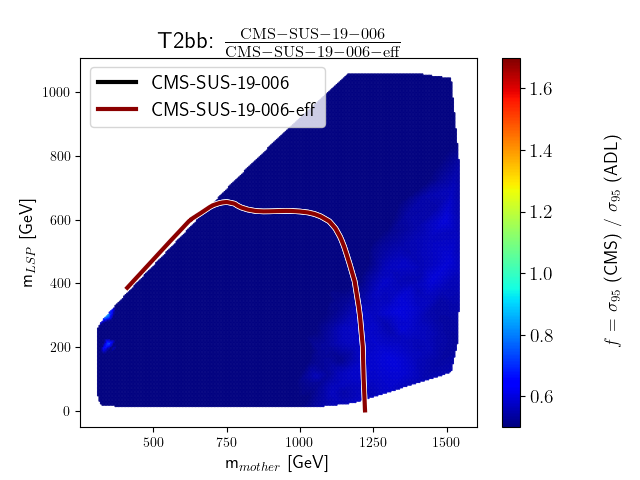 T2bb: CMS−SUS−19−006
CMS−SUS−19−006−eff
CMS-SUS-19-006
CMS-SUS-19-006-eff
1000
800
600
400
200
0
m_LSP [GeV]
500
750
1000
1250
1500
m_mother [GeV]
1.6
1.4
1.2
1.0
0.8
0.6
f = σ95 (CMS) / σ95 (ADL)